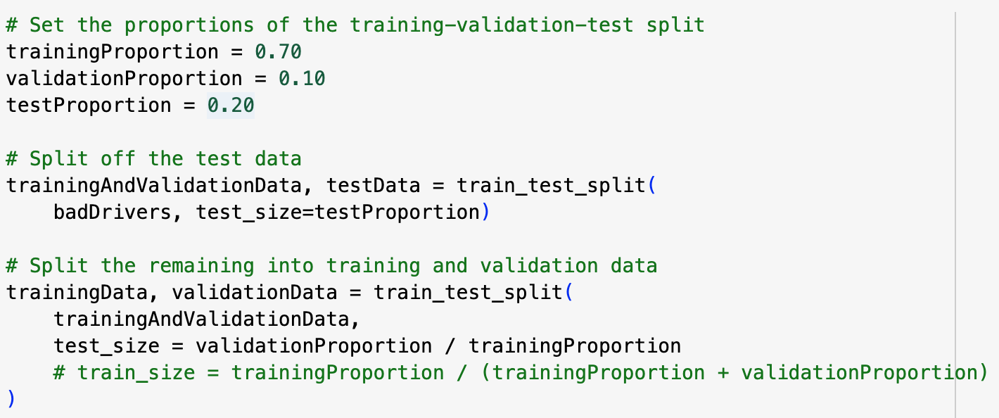 # Set the proportions of the training-validation-test split
trainingProportion = 0.70
validationProportion = 0.10
testProportion = 0.20

# Split off the test data
trainingAndValidationData, testData = train_test_split(
    badDrivers, test_size=testProportion)

# Split the remaining into training and validation data
trainingData, validationData = train_test_split(
    trainingAndValidationData,
    test_size = validationProportion / trainingProportion
    # train_size = trainingProportion / (trainingProportion + validationProportion)
)